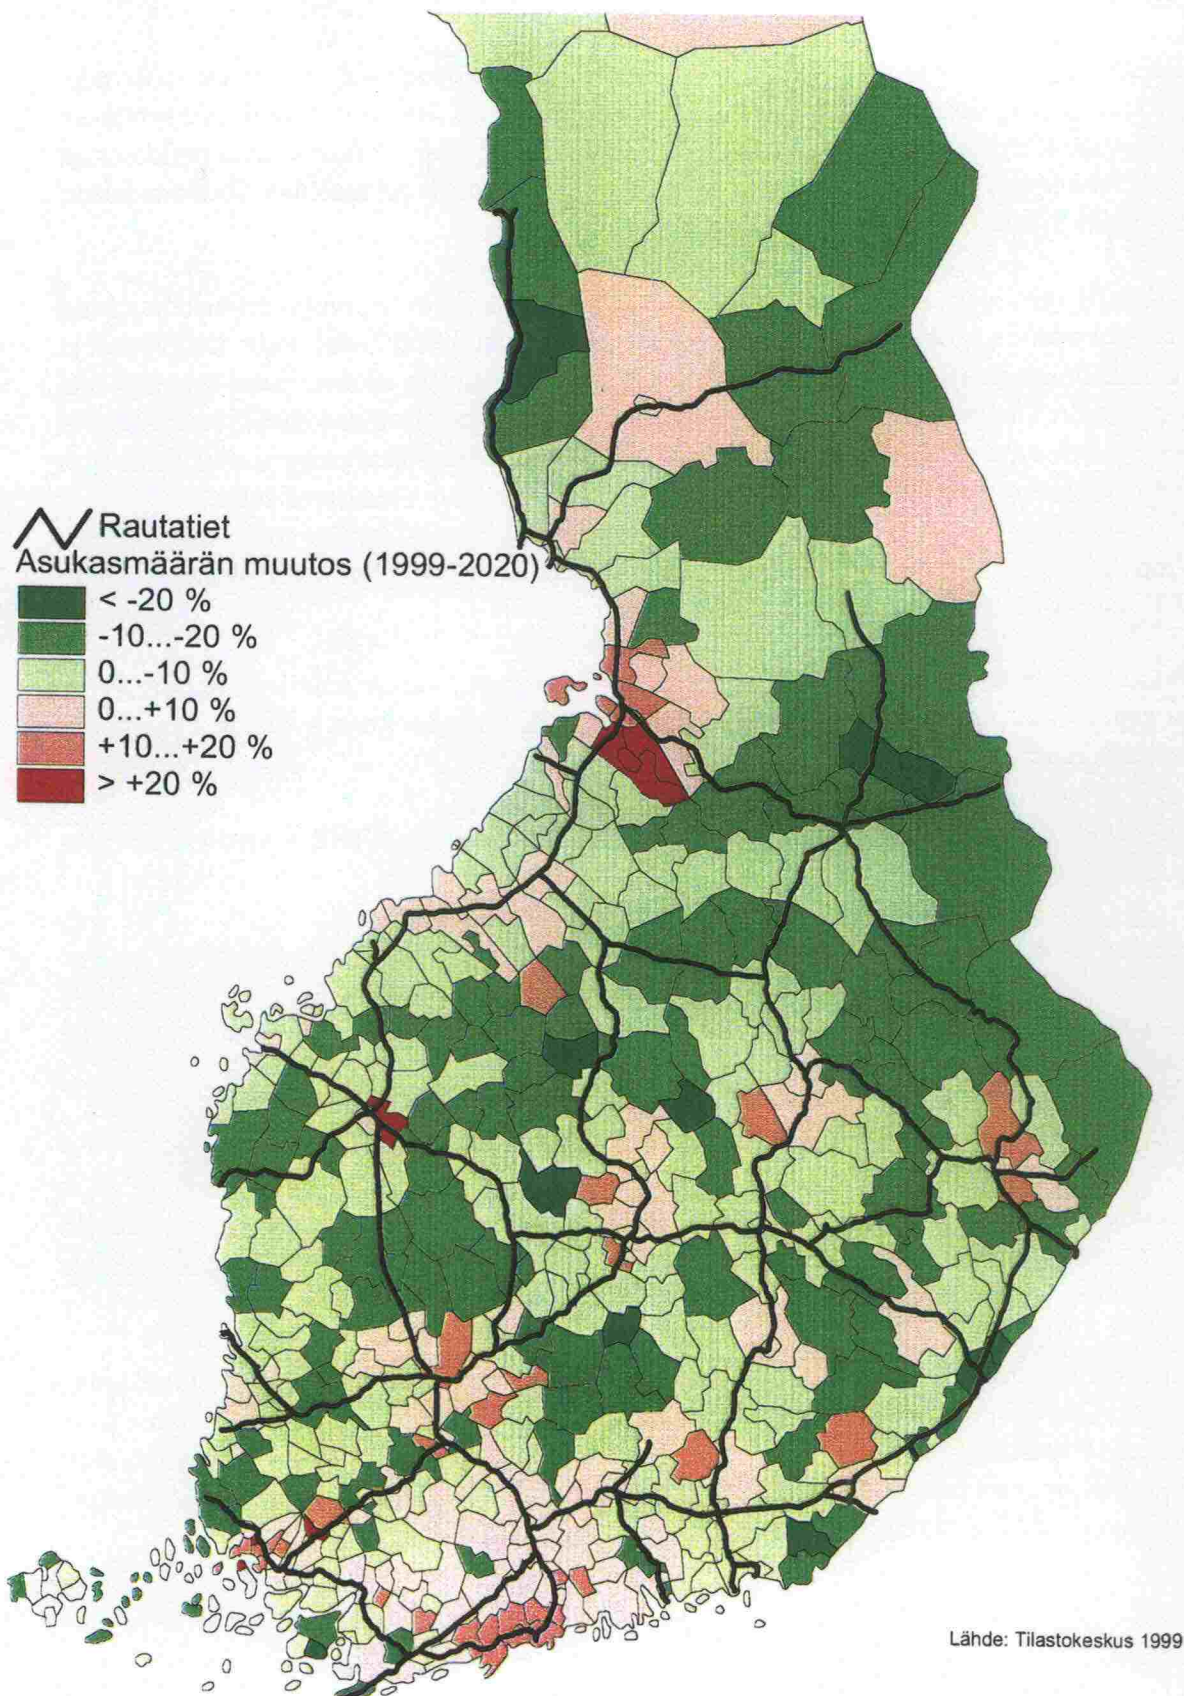 Rautatiet
Asukasmäärän muutos (1999-2020)
< -20 %
-10...-20 %
0...-10 %
0...+10 %
+10...+20 %
> +20 %
Lähde: Tilastokeskus 1999